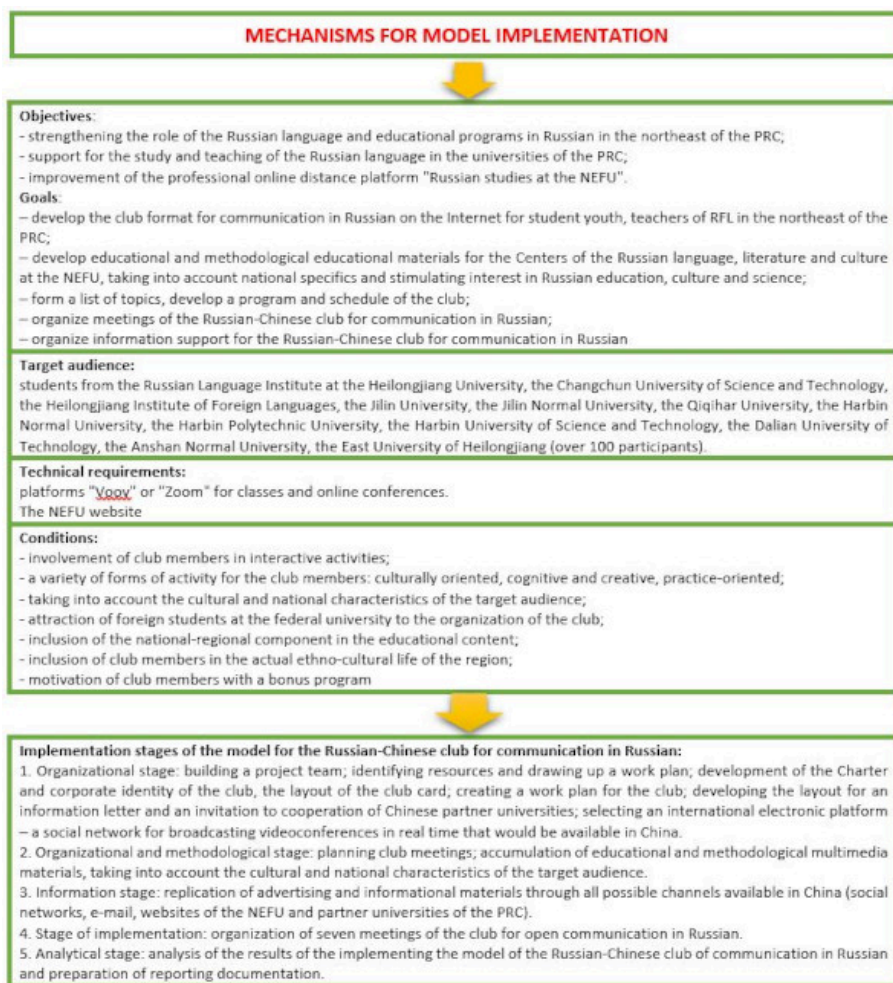 MECHANISMS FOR MODEL IMPLEMENTATION
Objectives:
- strengthening the role of the Russian language and educational programs in Russian in the northeast of the PRC;
- support for the study and teaching of the Russian language in the universities of the PRC;
- improvement of the professional online distance platform "Russian studies at the NEFU".
Goals:
– develop the club format for communication in Russian on the Internet for student youth, teachers of RFL in the northeast of the
PRC;
– develop educational and methodological educational materials for the Centers of the Russian language, literature and culture
at the NEFU, taking into account national specifics and stimulating interest in Russian education, culture and science;
– form a list of topics, develop a program and schedule of the club;
– organize meetings of the Russian-Chinese club for communication in Russian;
– organize information support for the Russian-Chinese club for communication in Russian
Target audience:
students from the Russian Language Institute at the Heilongjiang University, the Changchun University of Science and Technology,
the Heilongjiang Institute of Foreign Languages, the Jilin University, the Jilin Normal University, the Qiqihar University, the Harbin
Normal University, the Harbin Polytechnic University, the Harbin University of Science and Technology, the Dalian University of
Technology, the Anshan Normal University, the East University of Heilongjiang (over 100 participants).
Technical requirements:
platforms "Voov" or "Zoom" for classes and online conferences.
The NEFU website
Conditions:
- involvement of club members in interactive activities;
- a variety of forms of activity for the club members: culturally oriented, cognitive and creative, practice-oriented;
- taking into account the cultural and national characteristics of the target audience;
- attraction of foreign students at the federal university to the organization of the club;
- inclusion of the national-regional component in the educational content;
- inclusion of club members in the actual ethno-cultural life of the region;
- motivation of club members with a bonus program
Implementation stages of the model for the Russian-Chinese club for communication in Russian:
1. Organizational stage: building a project team; identifying resources and drawing up a work plan; development of the Charter
and corporate identity of the club, the layout of the club card; creating a work plan for the club; developing the layout for an
information letter and an invitation to cooperation of Chinese partner universities; selecting an international electronic platform
– a social network for broadcasting videoconferences in real time that would be available in China.
2. Organizational and methodological stage: planning club meetings; accumulation of educational and methodological multimedia
materials, taking into account the cultural and national characteristics of the target audience.
3. Information stage: replication of advertising and informational materials through all possible channels available in China (social
networks, e-mail, websites of the NEFU and partner universities of the PRC).
4. Stage of implementation: organization of seven meetings of the club for open communication in Russian.
5. Analytical stage: analysis of the results of the implementing the model of the Russian-Chinese club of communication in Russian
and preparation of reporting documentation.